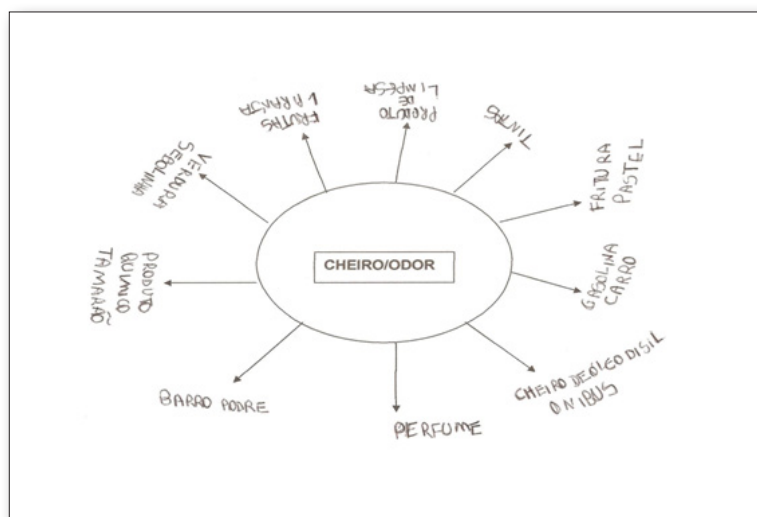 CHEIRO/ODOR
PRODUTO
DE
LIMPESA
TINTAS
FRITURA
PASTEL
GASOLINA
CARRO
CHEIRO DE ÓLEO DISIL
ONIBUS
PERFUME
BARRO PODRE
PRODUTO
QUIMICO
TAMARÃO
VERDURA
SEBOLINHA
FRUTAS
LARANJA